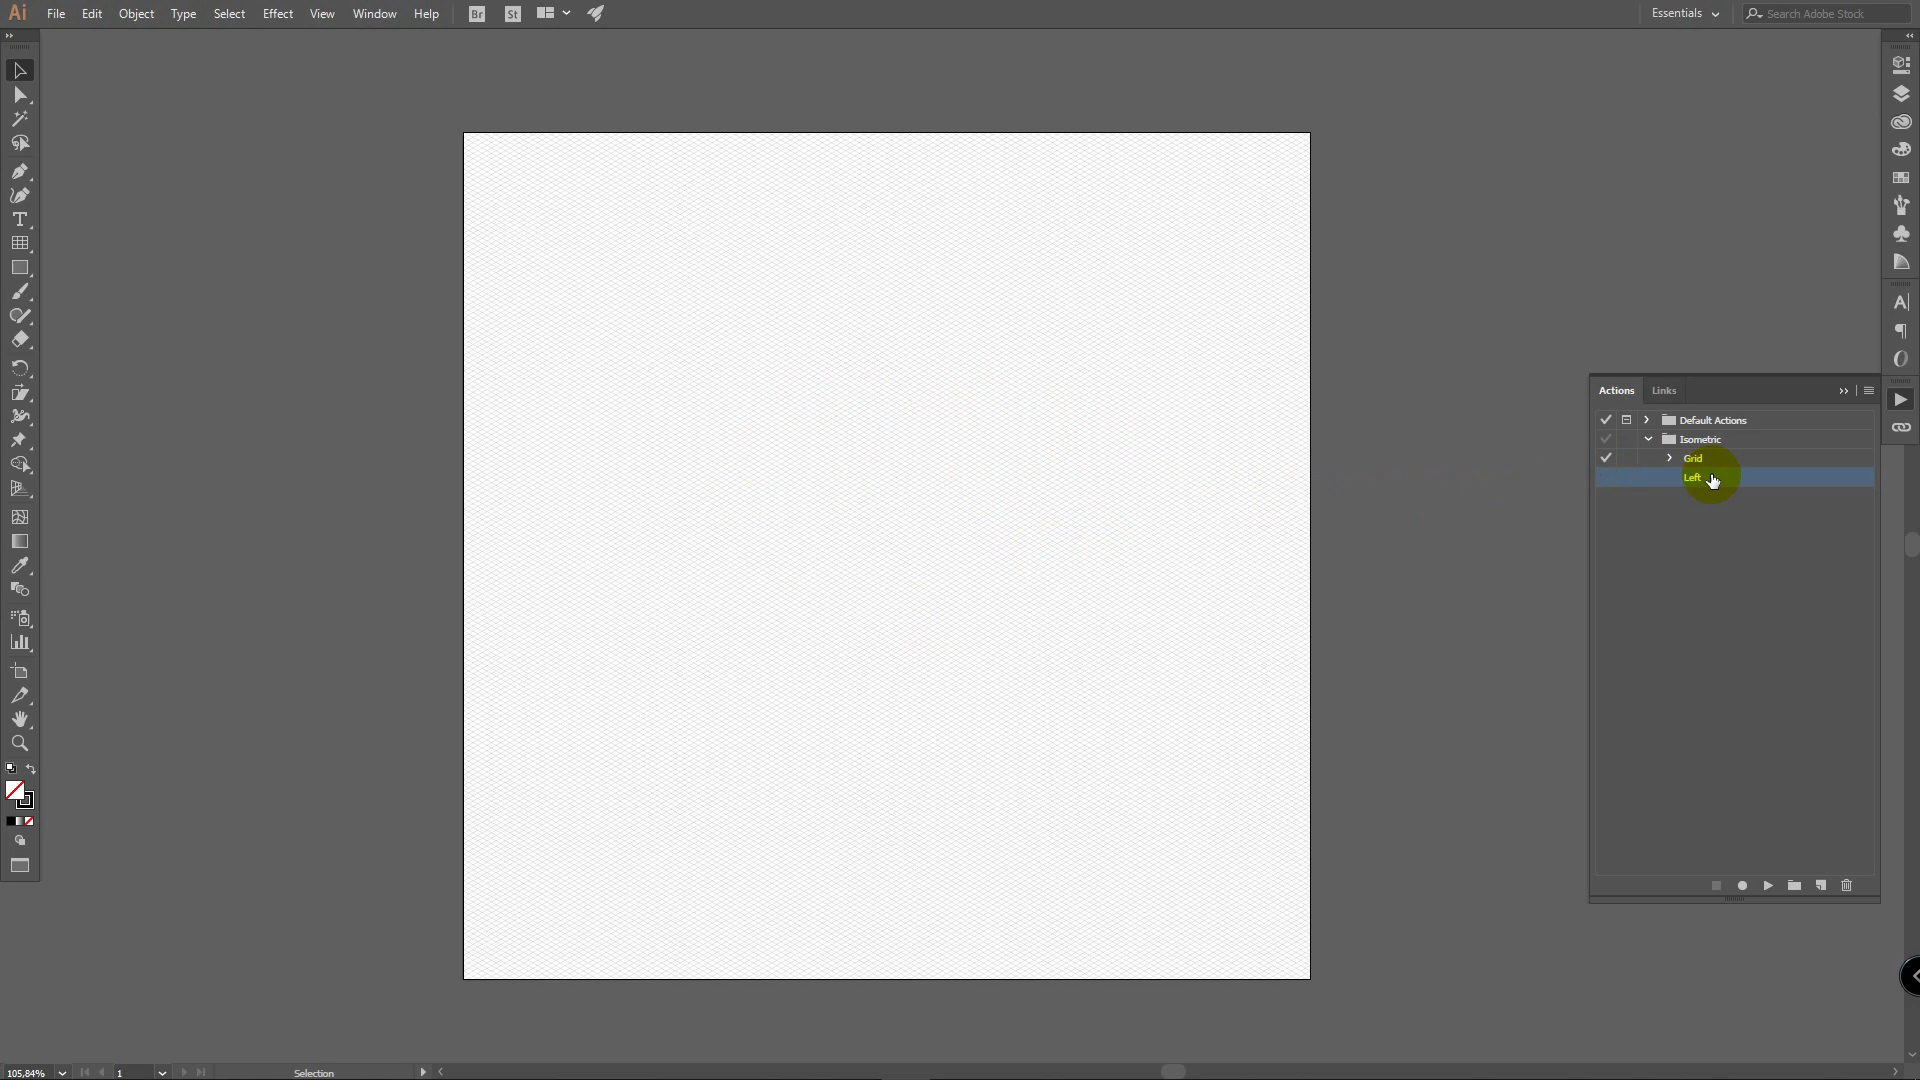 Ai File Edit Object Type Select Effect View Window Help Br St Essentials Search Adobe Stock
Actions Links
Default Actions
Isometric
Grid
Left
105,84% 1 Selection